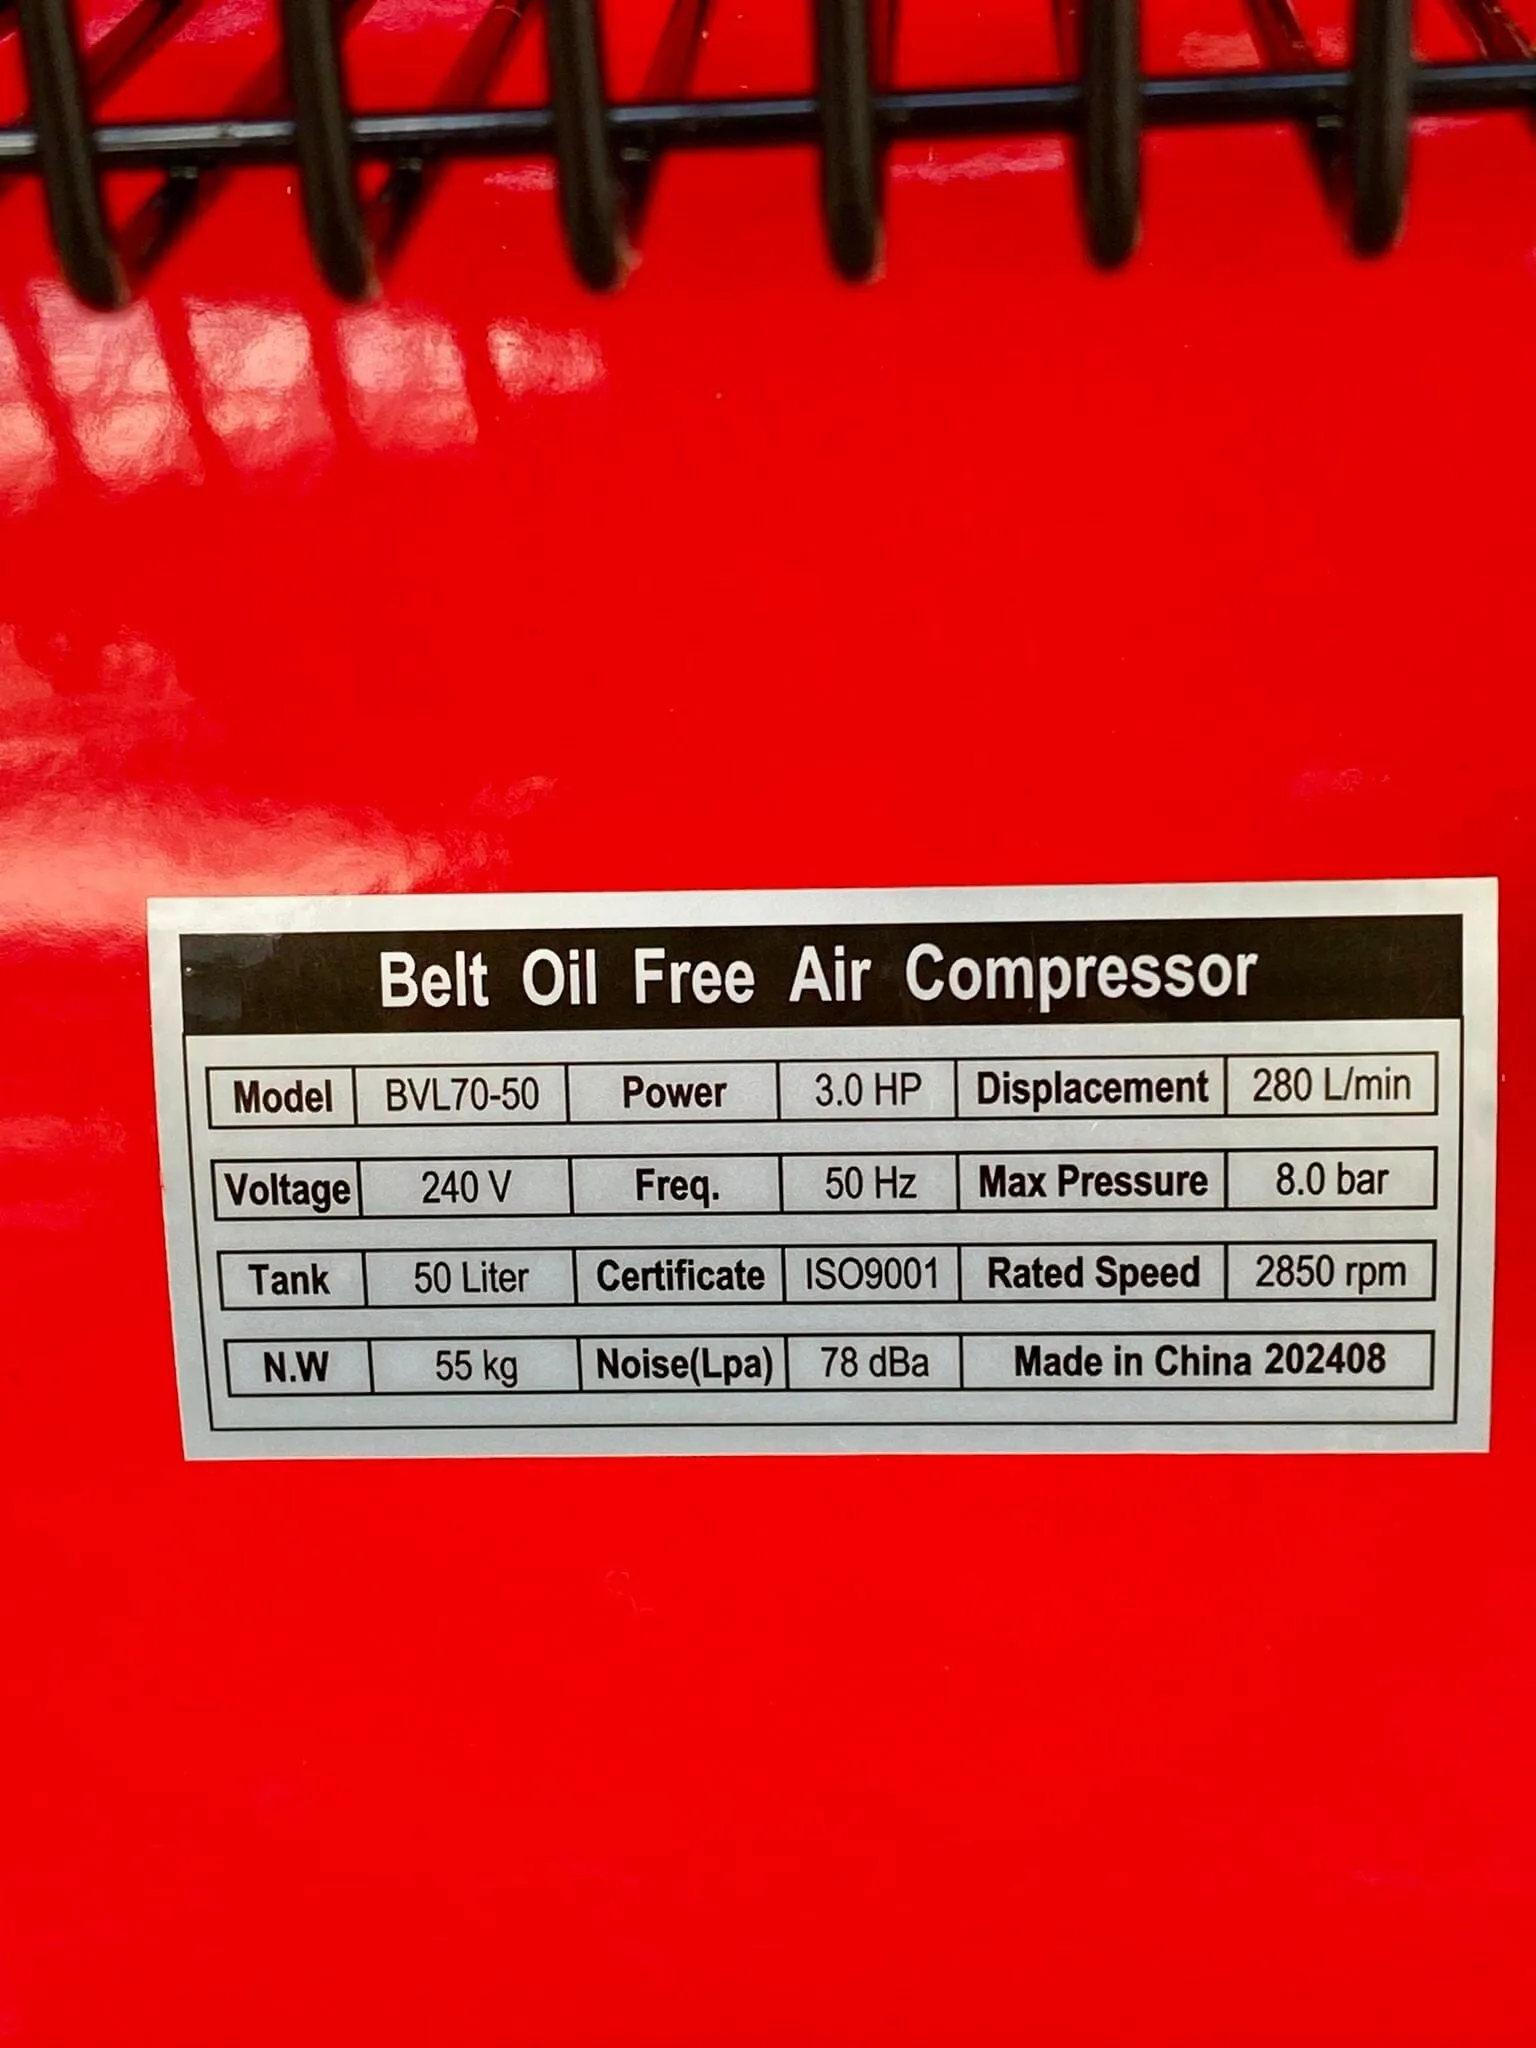 Belt Oil Free Air Compressor
Model BVL70-50 Power 3.0 HP Displacement 280 L/min
Voltage 240 V Freq. 50 Hz Max Pressure 8.0 bar
Tank 50 Liter Certificate ISO9001 Rated Speed 2850 rpm
N.W 55 kg Noise(Lpa) 78 dBa Made in China 202408